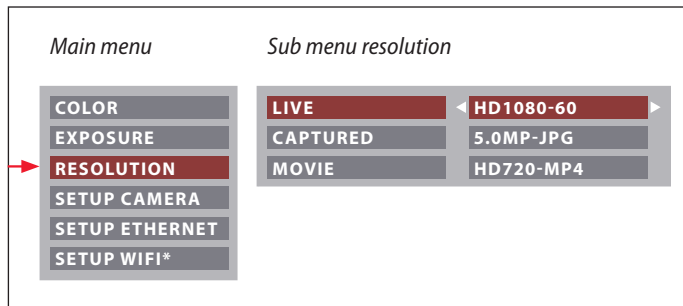 Main menu
Sub menu resolution
COLOR
EXPOSURE
RESOLUTION
SETUP CAMERA
SETUP ETHERNET
SETUP WIFI*
LIVE HD1080-60
CAPTURED 5.0MP-JPG
MOVIE HD720-MP4